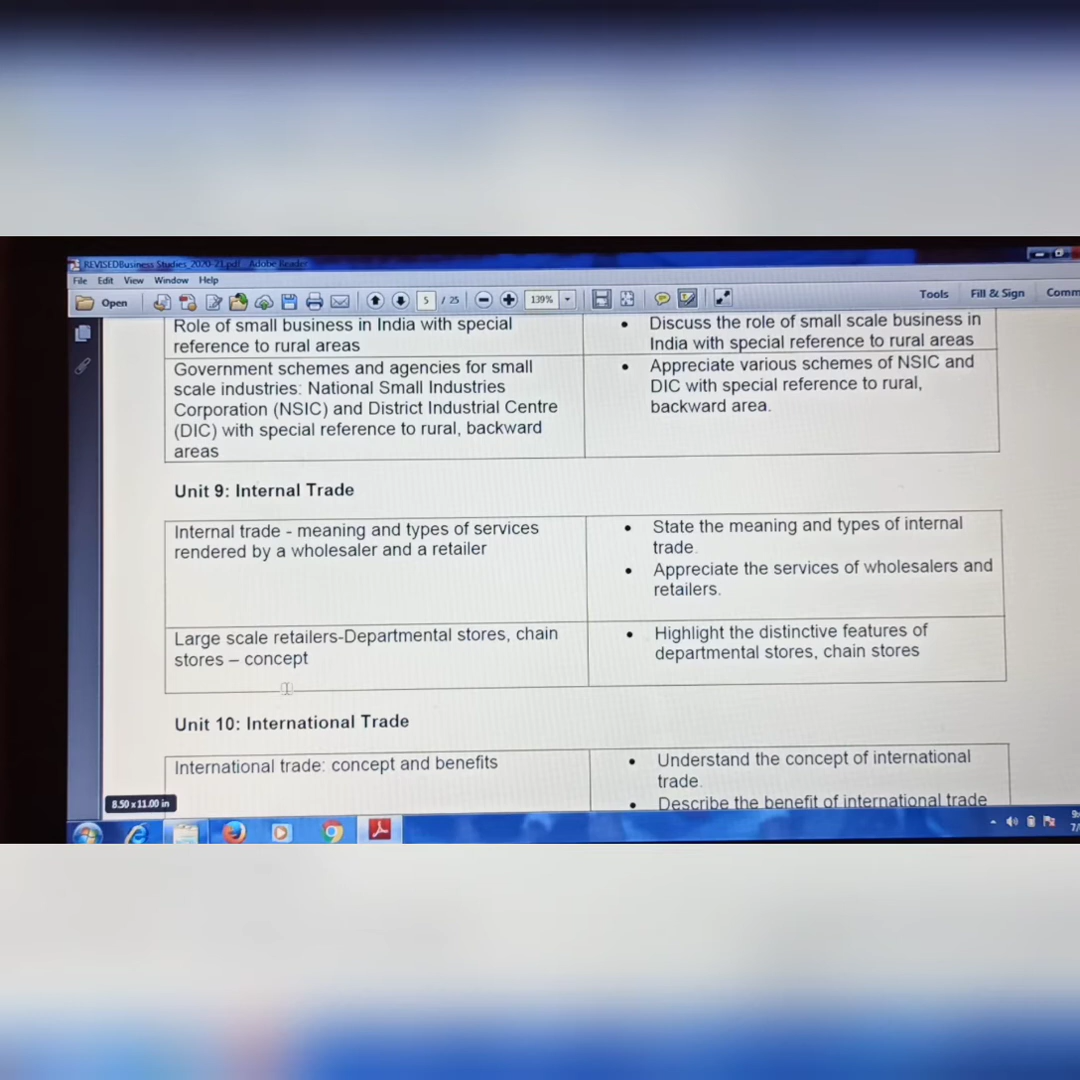 REVISEDBusiness Studies_2020-21.pdf - Adobe Reader
File Edit View Window Help
Open 5 / 25 139% Tools Fill & Sign Comm
Role of small business in India with special
reference to rural areas
• Discuss the role of small scale business in
India with special reference to rural areas
Government schemes and agencies for small
scale industries: National Small Industries
Corporation (NSIC) and District Industrial Centre
(DIC) with special reference to rural, backward
areas
• Appreciate various schemes of NSIC and
DIC with special reference to rural,
backward area.
Unit 9: Internal Trade
Internal trade - meaning and types of services
rendered by a wholesaler and a retailer
• State the meaning and types of internal
trade.
• Appreciate the services of wholesalers and
retailers.
Large scale retailers-Departmental stores, chain
stores – concept
• Highlight the distinctive features of
departmental stores, chain stores
Unit 10: International Trade
International trade: concept and benefits
• Understand the concept of international
trade.
• Describe the benefit of international trade
8.50 x 11.00 in